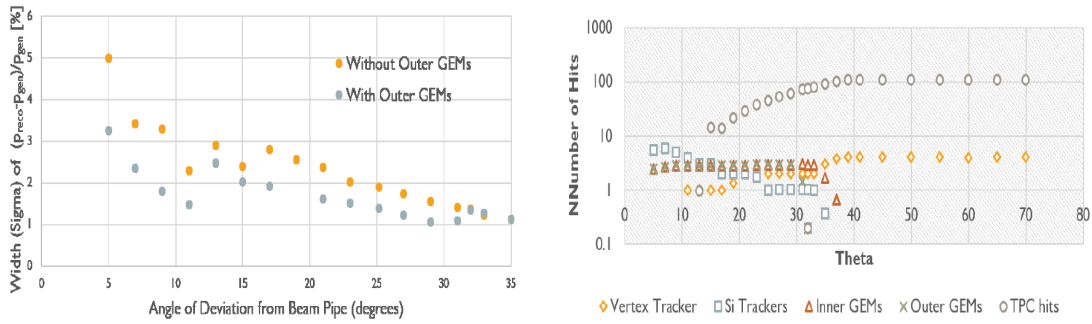 Width (Sigma) of (preco-pgen)/pgen [%]
6
5
4
3
2
1
0
Without Outer GEMs
With Outer GEMs
0 5 10 15 20 25 30 35
Angle of Deviation from Beam Pipe (degrees)
NNumber of Hits
1000
100
10
1
0.1
0 10 20 30 40 50 60 70 80
Theta
Vertex Tracker Si Trackers Inner GEMs Outer GEMs TPC hits